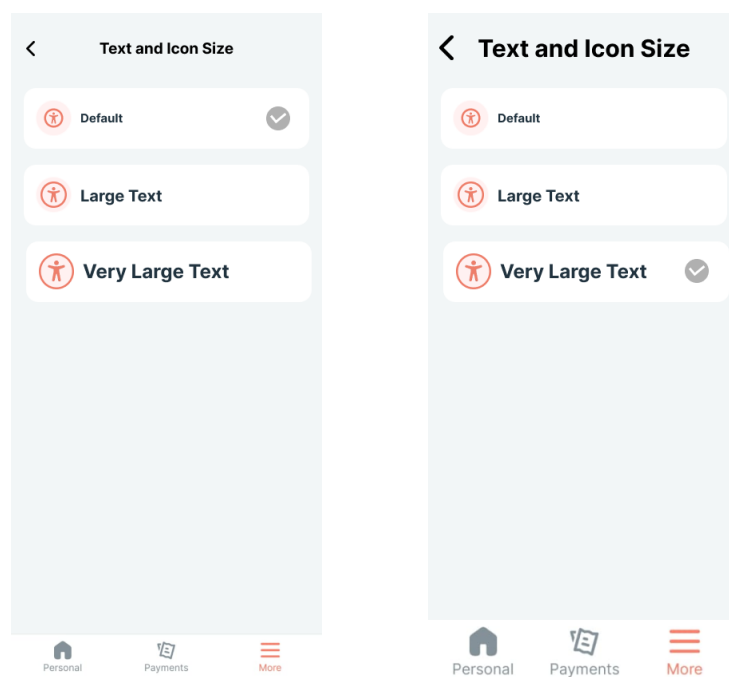 Text and Icon Size
Default
Large Text
Very Large Text
Personal Payments More
Text and Icon Size
Default
Large Text
Very Large Text
Personal Payments More